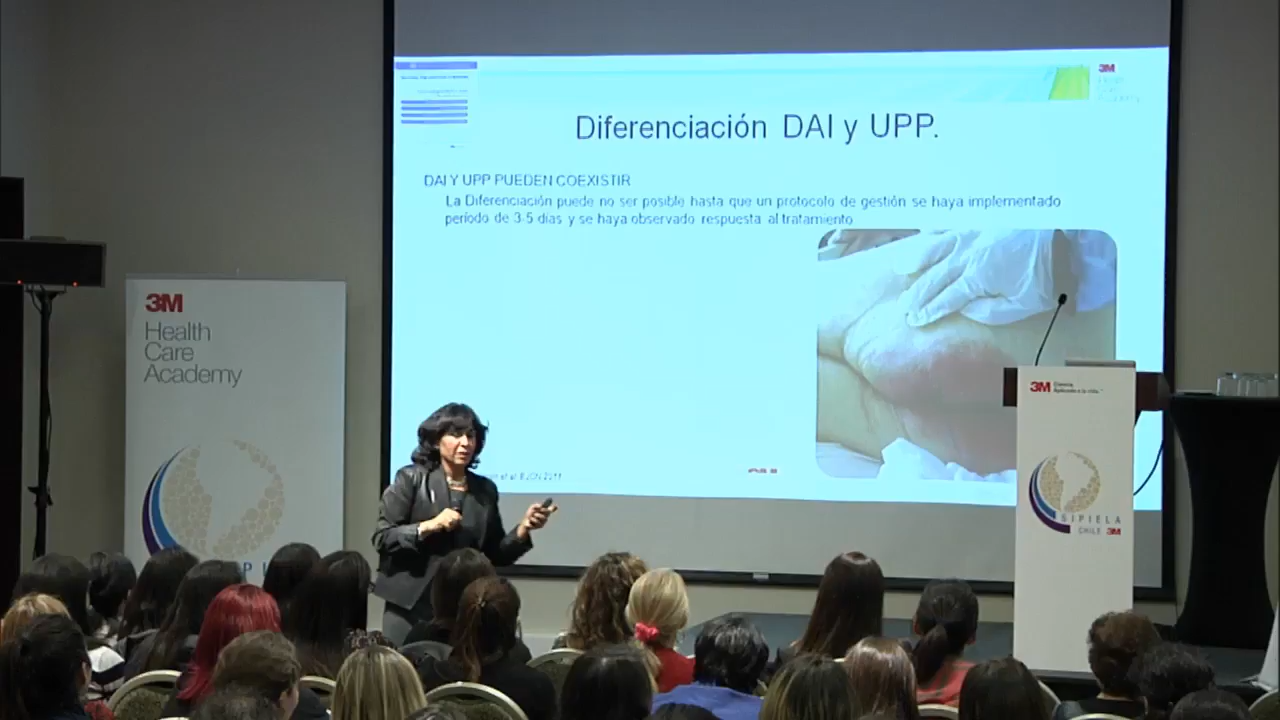 3M
Diferenciación DAI y UPP.
DAI Y UPP PUEDEN COEXISTIR
La Diferenciación puede no ser posible hasta que un protocolo de gestión se haya implementado
período de 3-5 días y se haya observado respuesta al tratamiento
3M
Health
Care
Academy
3M
SIPIELA
CHILE 3M